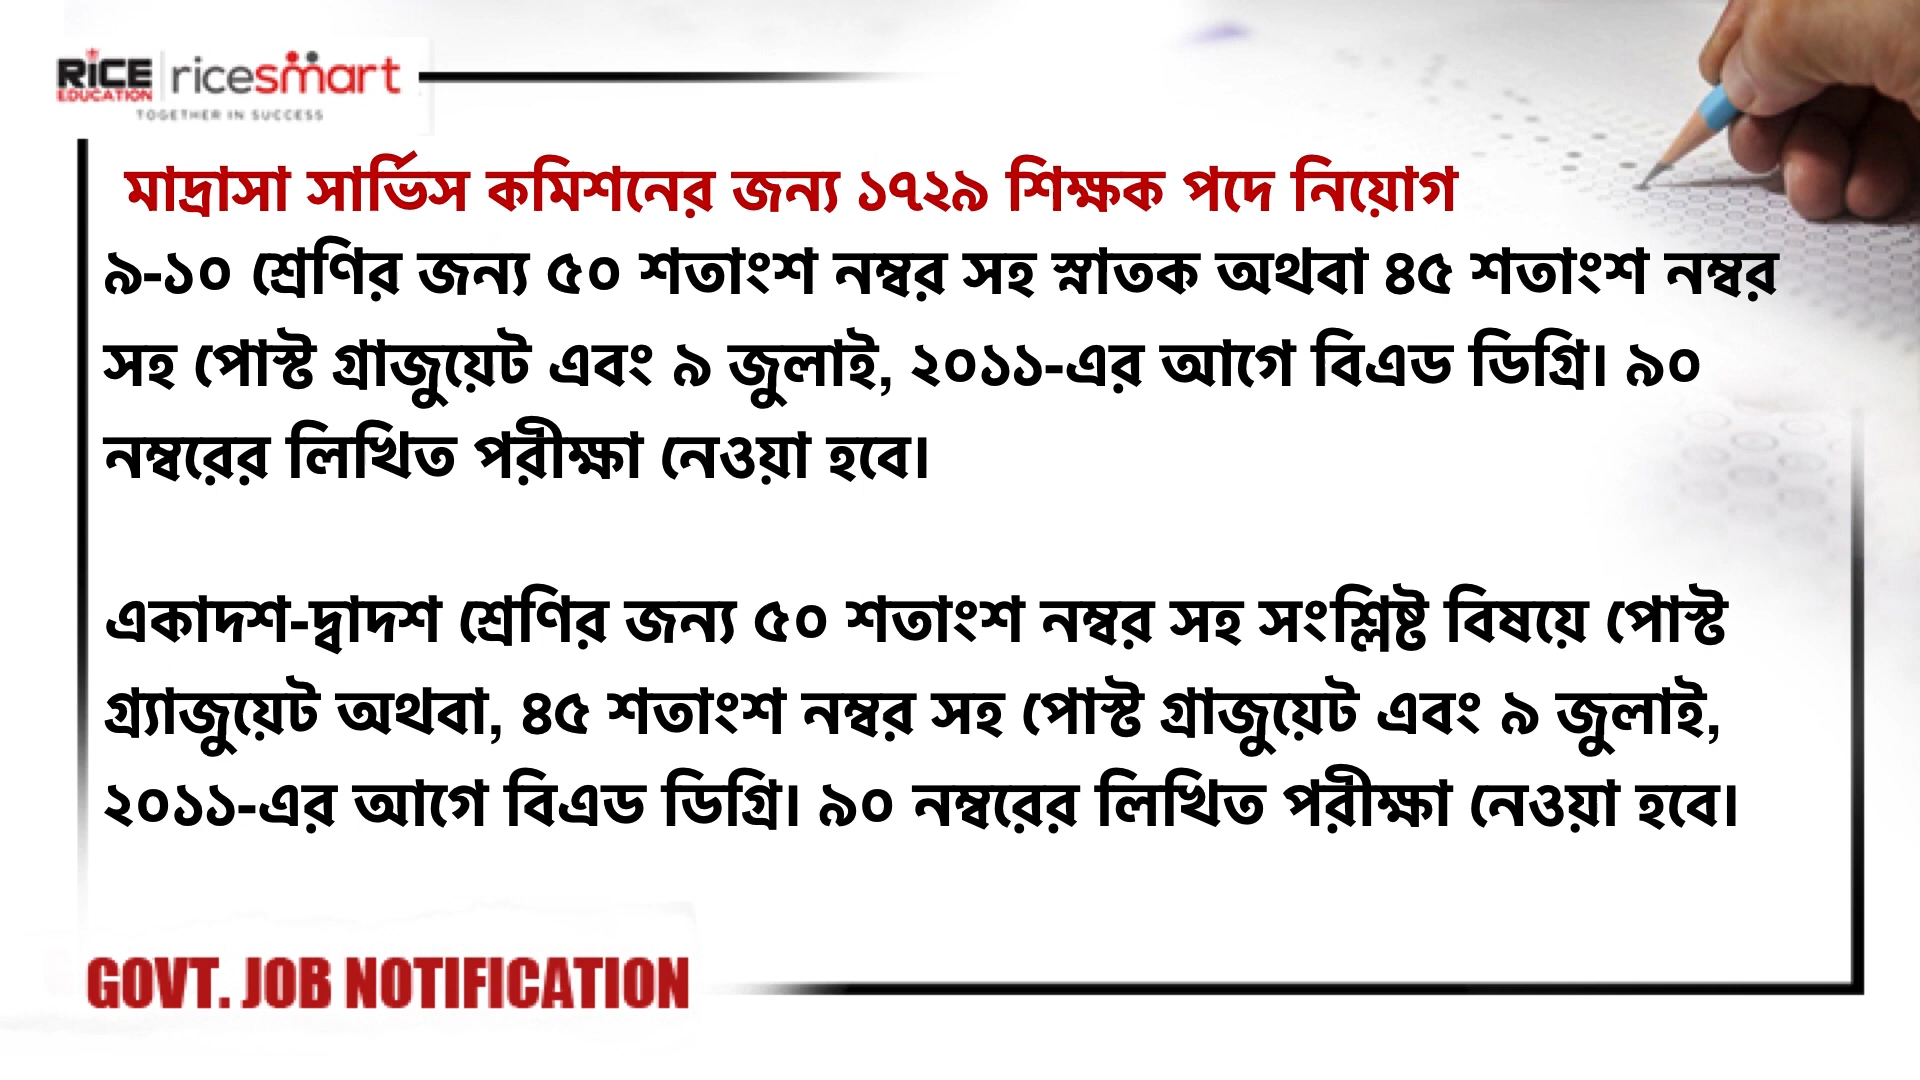 RICE EDUCATION | ricesmart
TOGETHER IN SUCCESS
মাদ্রাসা সার্ভিস কমিশনের জন্য ১৭২৯ শিক্ষক পদে নিয়োগ
৯-১০ শ্রেণির জন্য ৫০ শতাংশ নম্বর সহ স্নাতক অথবা ৪৫ শতাংশ নম্বর
সহ পোস্ট গ্রাজুয়েট এবং ৯ জুলাই, ২০১১-এর আগে বিএড ডিগ্রি। ৯০
নম্বরের লিখিত পরীক্ষা নেওয়া হবে।
একাদশ-দ্বাদশ শ্রেণির জন্য ৫০ শতাংশ নম্বর সহ সংশ্লিষ্ট বিষয়ে পোস্ট
গ্র্যাজুয়েট অথবা, ৪৫ শতাংশ নম্বর সহ পোস্ট গ্রাজুয়েট এবং ৯ জুলাই,
২০১১-এর আগে বিএড ডিগ্রি। ৯০ নম্বরের লিখিত পরীক্ষা নেওয়া হবে।
GOVT. JOB NOTIFICATION